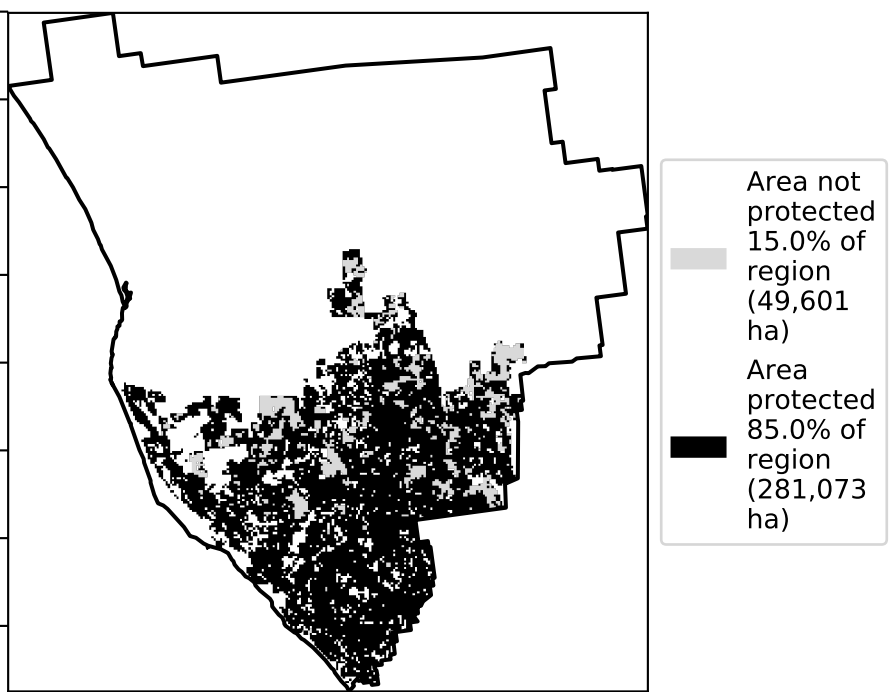 Area not
protected
15.0% of
region
(49,601
ha)
Area
protected
85.0% of
region
(281,073
ha)